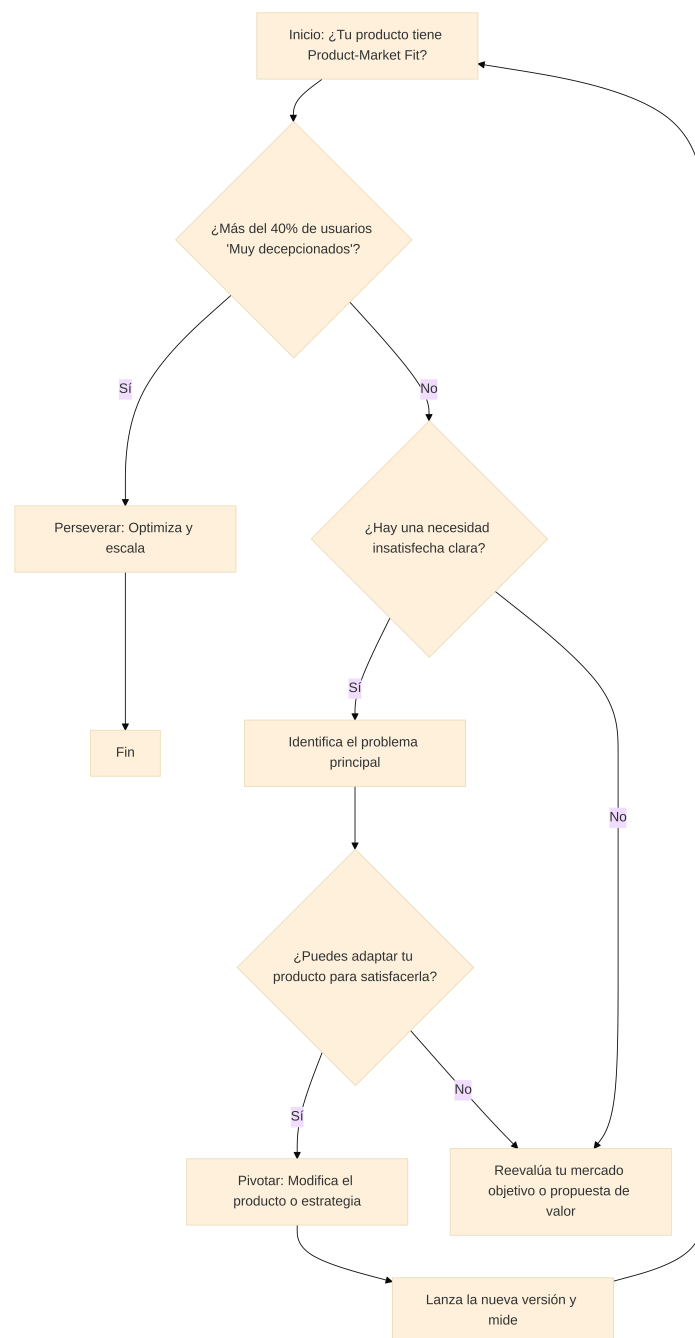 Inicio: ¿Tu producto tiene
Product-Market Fit?
¿Más del 40% de usuarios
'Muy decepcionados'?
Sí
No
Perseverar: Optimiza y
escala
¿Hay una necesidad
insatisfecha clara?
Sí
Fin
Identifica el problema
principal
No
¿Puedes adaptar tu
producto para satisfacerla?
No
Sí
Pivotar: Modifica el
producto o estrategia
Reevalúa tu mercado
objetivo o propuesta de
valor
Lanza la nueva versión y
mide